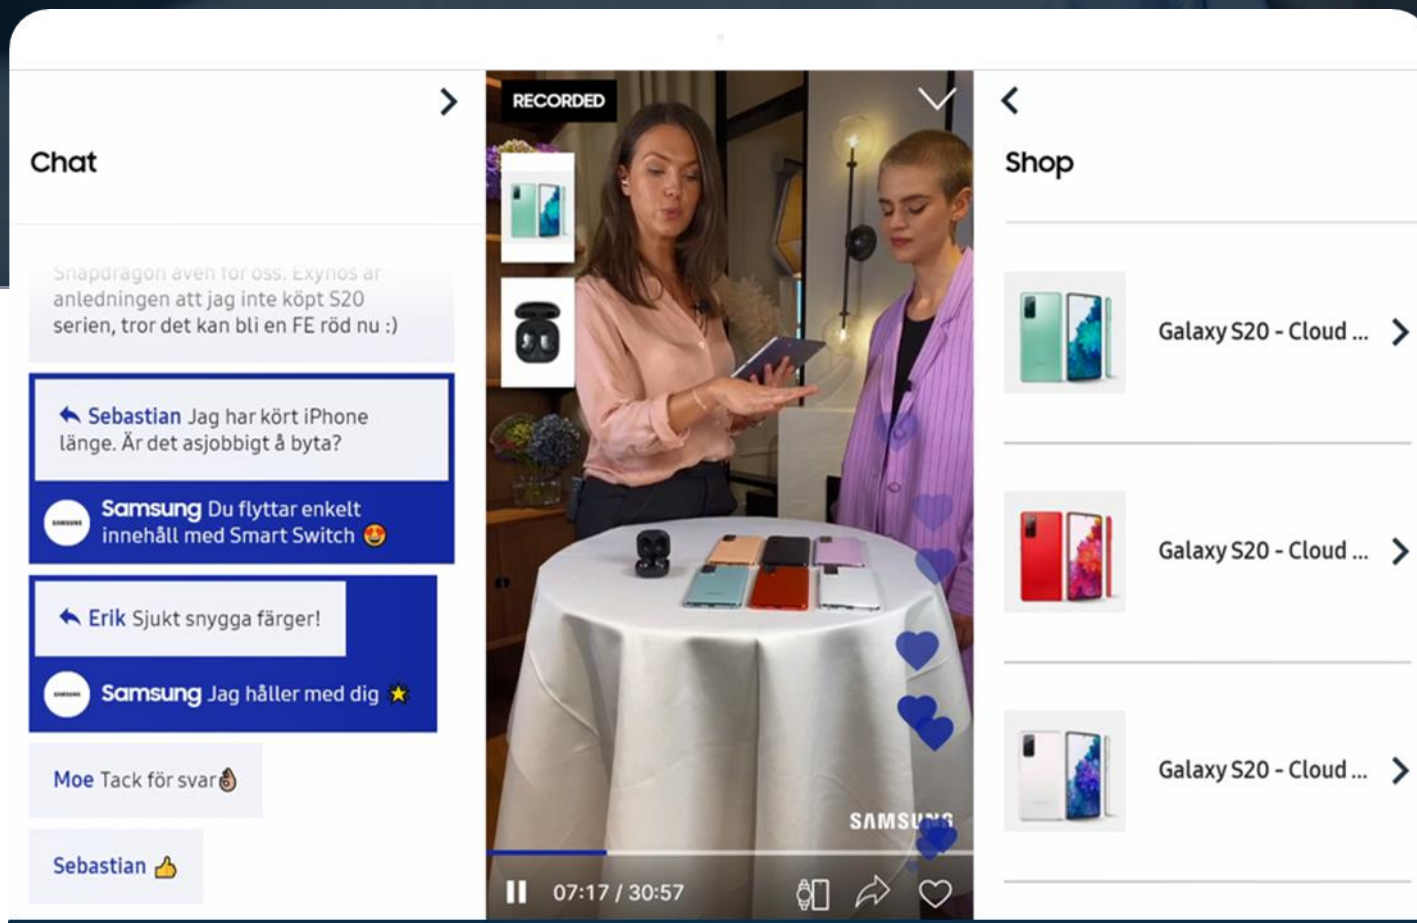 Chat
Snapdragon även för oss. Exynos är
anledningen att jag inte köpt S20
serien, tror det kan bli en FE röd nu :)
Sebastian Jag har kört iPhone
länge. Är det asjobbigt å byta?
SAMSUNG
Samsung Du flyttar enkelt
innehåll med Smart Switch 😍
Erik Sjukt snygga färger!
SAMSUNG
Samsung Jag håller med dig 🌟
Moe Tack för svar👌🏽
Sebastian 👍
RECORDED
SAMSUNG
07:17 / 30:57
Shop
Galaxy S20 - Cloud ...
Galaxy S20 - Cloud ...
Galaxy S20 - Cloud ...